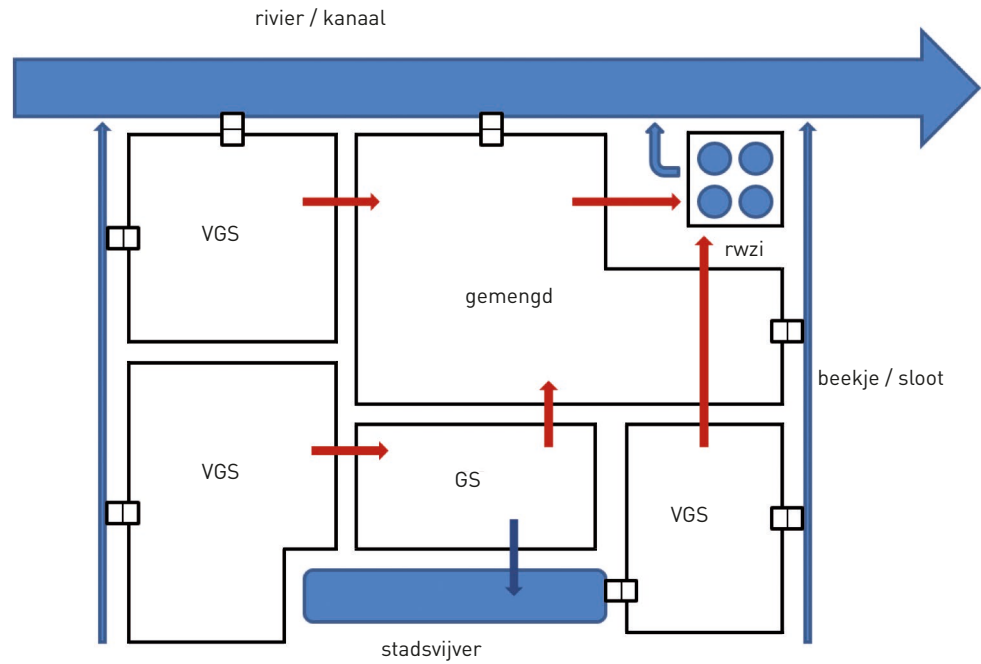 rivier / kanaal
VGS
rwzi
gemengd
beekje / sloot
VGS
GS
VGS
stadsvijver